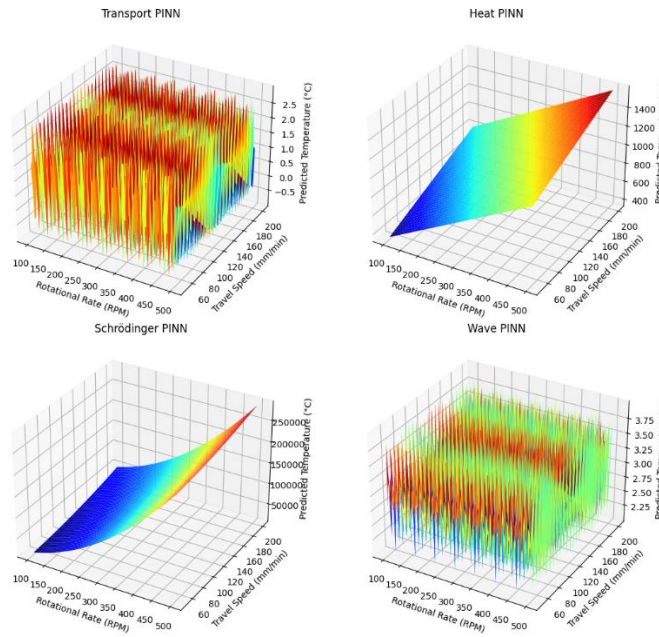 Transport PINN
2.5
2.0
1.5
1.0
0.5
0.0
−0.5
Predicted Temperature (°C)
100 150 200 250 300 350 400 450 500
Rotational Rate (RPM)
60 80 100 120 140 160 180 200
Travel Speed (mm/min)
Heat PINN
1400
1200
1000
800
600
400
Predicted
100 150 200 250 300 350 400 450 500
Rotational Rate (RPM)
60 80 100 120 140 160 180 200
Travel Speed (mm/min)
Schrödinger PINN
250000
200000
150000
100000
50000
Predicted Temperature (°C)
100 150 200 250 300 350 400 450 500
Rotational Rate (RPM)
60 80 100 120 140 160 180 200
Travel Speed (mm/min)
Wave PINN
3.75
3.50
3.25
3.00
2.75
2.50
2.25
Predicted
100 150 200 250 300 350 400 450 500
Rotational Rate (RPM)
60 80 100 120 140 160 180 200
Travel Speed (mm/min)